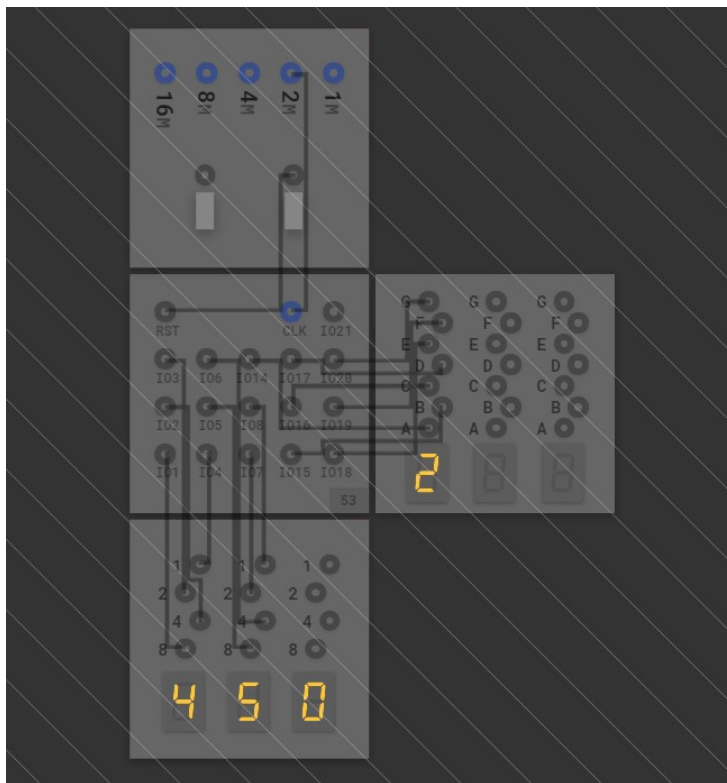 16M 8M 4M 2M 1M
RST CLK IO21
IO3 IO6 IO14 IO17 IO20
IO2 IO5 IO8 IO16 IO19
IO1 IO4 IO7 IO15 IO18
53
G G G
F F F
E E E
D D D
C C C
B B B
A A A
2
1 1 1
2 2 2
4 4 4
8 8 8
4 5 0